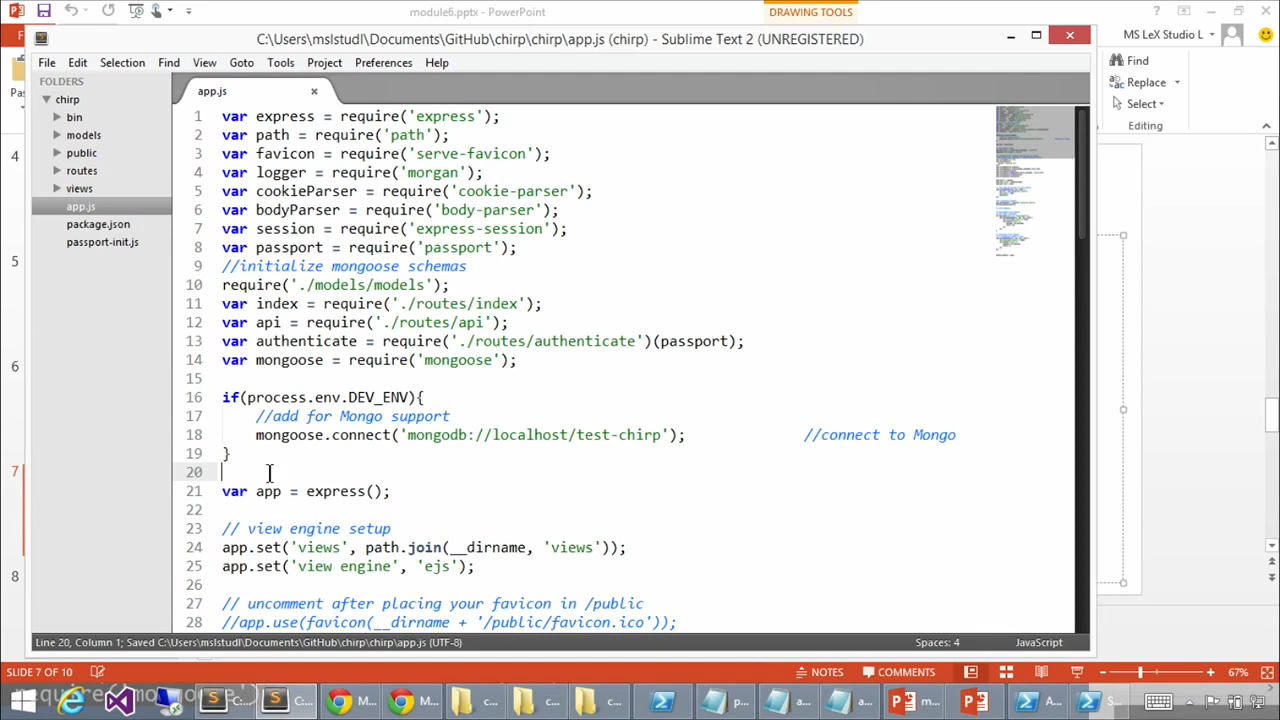 module6.pptx - PowerPoint
DRAWING TOOLS
MS LeX Studio L
Find
Replace
Select
Editing
C:\Users\mslstudl\Documents\GitHub\chirp\chirp\app.js (chirp) - Sublime Text 2 (UNREGISTERED)
File Edit Selection Find View Goto Tools Project Preferences Help
FOLDERS
chirp
bin
models
public
routes
views
app.js
package.json
passport-init.js
app.js
1 var express = require('express');
2 var path = require('path');
3 var favicon = require('serve-favicon');
4 var logger = require('morgan');
5 var cookieParser = require('cookie-parser');
6 var bodyParser = require('body-parser');
7 var session = require('express-session');
8 var passport = require('passport');
9 //initialize mongoose schemas
10 require('./models/models');
11 var index = require('./routes/index');
12 var api = require('./routes/api');
13 var authenticate = require('./routes/authenticate')(passport);
14 var mongoose = require('mongoose');
15
16 if(process.env.DEV_ENV){
17     //add for Mongo support
18     mongoose.connect('mongodb://localhost/test-chirp');              //connect to Mongo
19 }
20
21 var app = express();
22
23 // view engine setup
24 app.set('views', path.join(__dirname, 'views'));
25 app.set('view engine', 'ejs');
26
27 // uncomment after placing your favicon in /public
28 //app.use(favicon(__dirname + '/public/favicon.ico'));
Line 20, Column 1; Saved C:\Users\mslstudl\Documents\GitHub\chirp\chirp\app.js (UTF-8)
Spaces: 4
JavaScript
4
5
6
7
8
SLIDE 7 OF 10
NOTES
COMMENTS
67%
C...
C...
M...
M...
c...
c...
c...
p...
a...
a...
m...
A...
S...